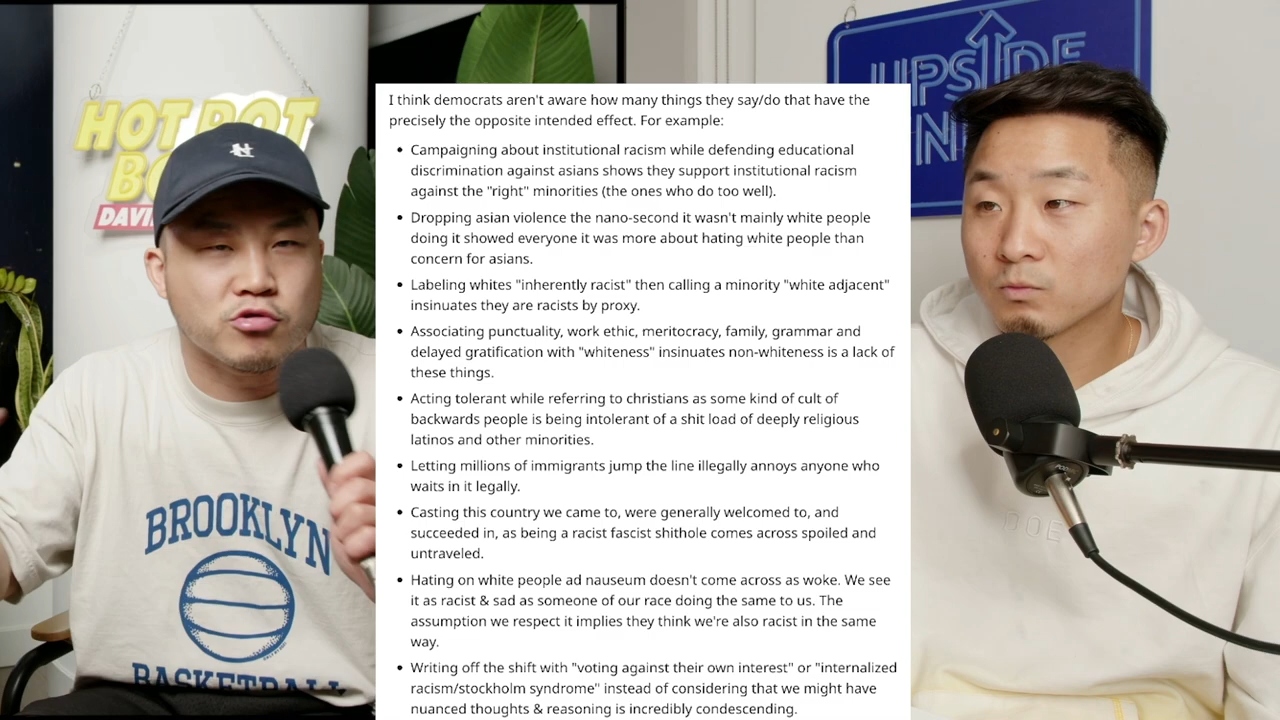 HOT POT
BO
DAVI
UPSIDE
N
I think democrats aren't aware how many things they say/do that have the
precisely the opposite intended effect. For example:
• Campaigning about institutional racism while defending educational
discrimination against asians shows they support institutional racism
against the "right" minorities (the ones who do too well).
• Dropping asian violence the nano-second it wasn't mainly white people
doing it showed everyone it was more about hating white people than
concern for asians.
• Labeling whites "inherently racist" then calling a minority "white adjacent"
insinuates they are racists by proxy.
• Associating punctuality, work ethic, meritocracy, family, grammar and
delayed gratification with "whiteness" insinuates non-whiteness is a lack of
these things.
• Acting tolerant while referring to christians as some kind of cult of
backwards people is being intolerant of a shit load of deeply religious
latinos and other minorities.
• Letting millions of immigrants jump the line illegally annoys anyone who
waits in it legally.
• Casting this country we came to, were generally welcomed to, and
succeeded in, as being a racist fascist shithole comes across spoiled and
untraveled.
• Hating on white people ad nauseum doesn't come across as woke. We see
it as racist & sad as someone of our race doing the same to us. The
assumption we respect it implies they think we're also racist in the same
way.
• Writing off the shift with "voting against their own interest" or "internalized
racism/stockholm syndrome" instead of considering that we might have
nuanced thoughts & reasoning is incredibly condescending.
BROOKLYN
BASKETBALL
DOE